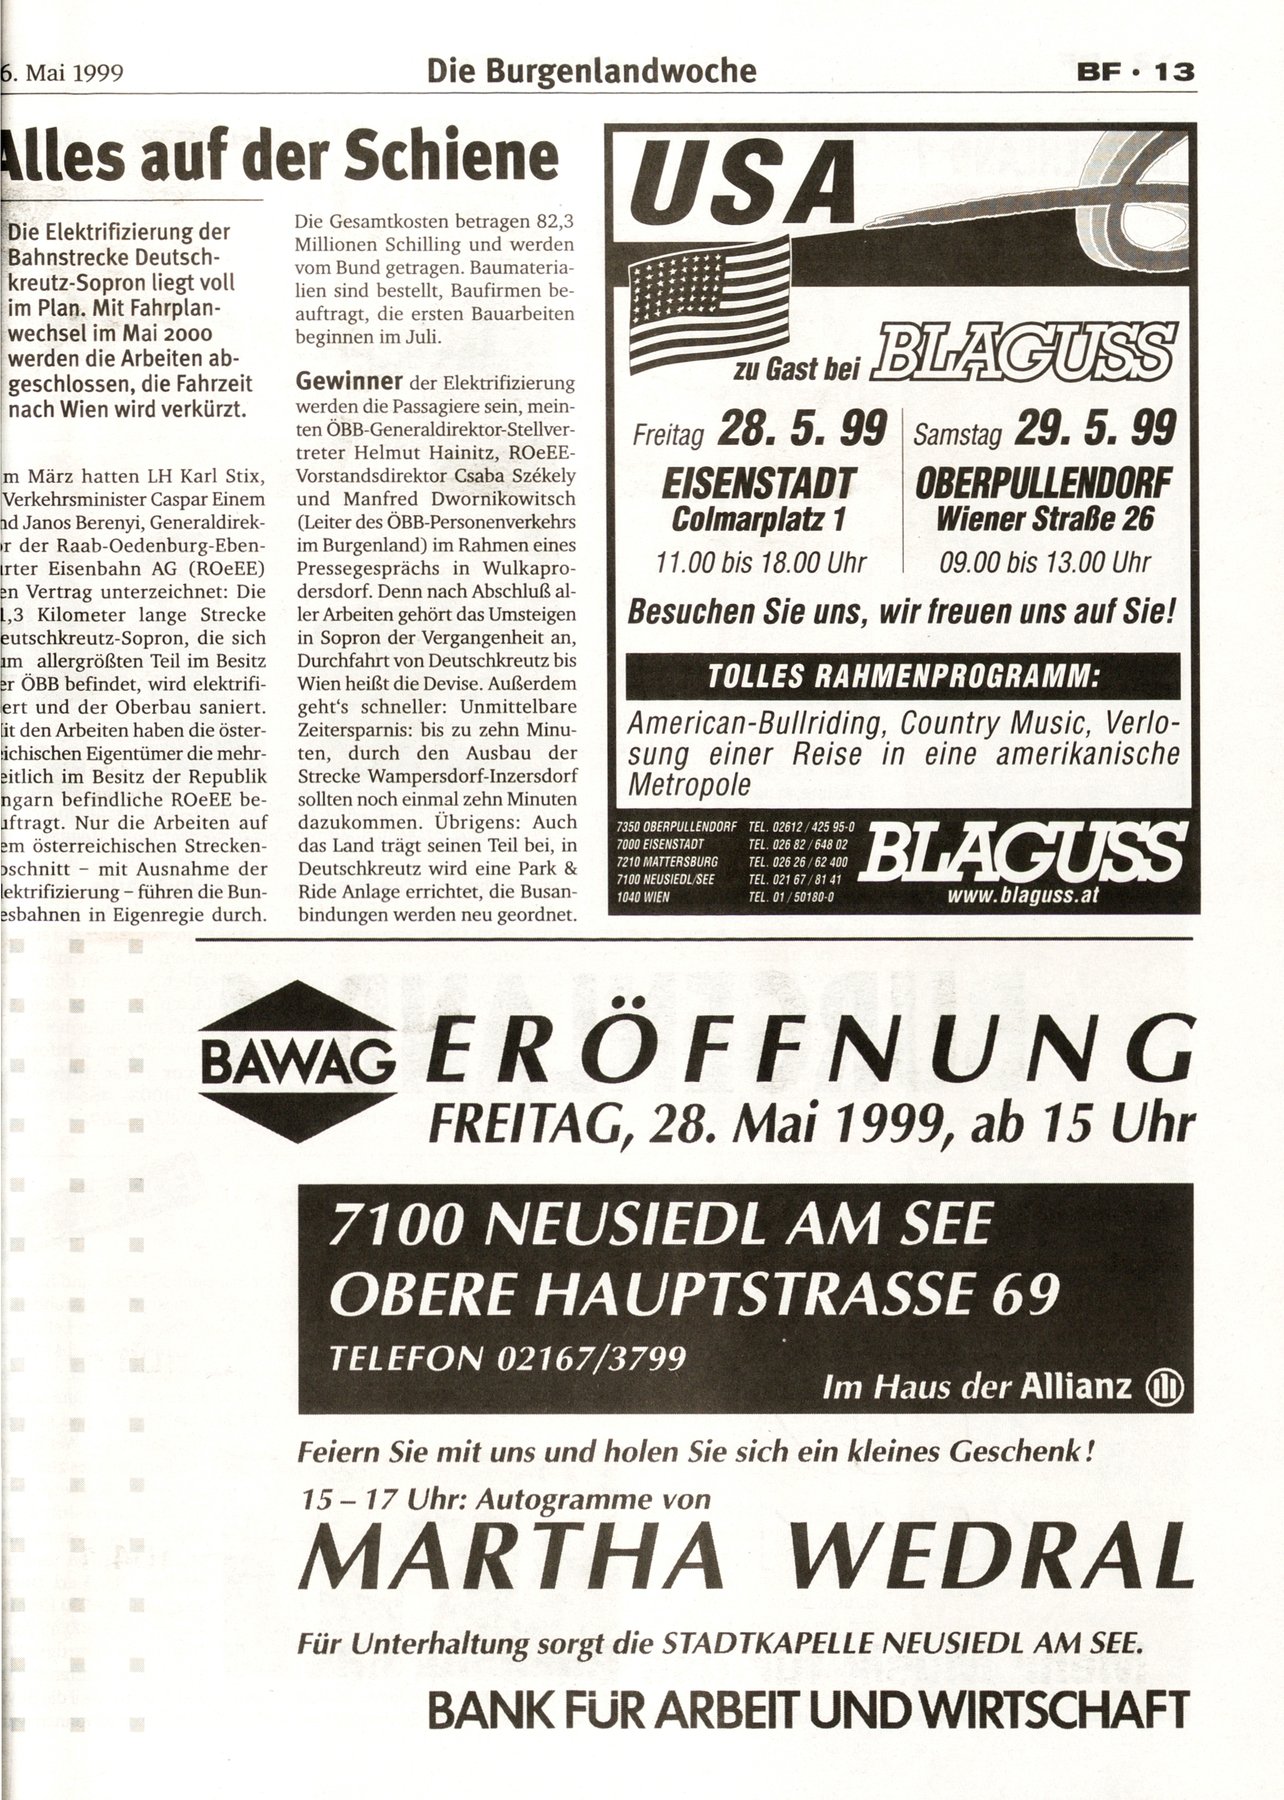 6. Mai 1999
Die Burgenlandwoche
BF • 13
Alles auf der Schiene
Die Elektrifizierung der
Bahnstrecke Deutsch-
kreutz-Sopron liegt voll
im Plan. Mit Fahrplan-
wechsel im Mai 2000
werden die Arbeiten ab-
geschlossen, die Fahrzeit
nach Wien wird verkürzt.
m März hatten LH Karl Stix,
Verkehrsminister Caspar Einem
nd Janos Berenyi, Generaldirek-
r der Raab-Oedenburg-Eben-
rter Eisenbahn AG (ROeEE)
en Vertrag unterzeichnet: Die
1,3 Kilometer lange Strecke
eutschkreutz-Sopron, die sich
um allergrößten Teil im Besitz
er ÖBB befindet, wird elektrifi-
ert und der Oberbau saniert.
it den Arbeiten haben die öster-
ichischen Eigentümer die mehr-
eitlich im Besitz der Republik
ngarn befindliche ROeEE be-
uftragt. Nur die Arbeiten auf
em österreichischen Strecken-
bschnitt – mit Ausnahme der
lektrifizierung – führen die Bun-
esbahnen in Eigenregie durch.
Die Gesamtkosten betragen 82,3
Millionen Schilling und werden
vom Bund getragen. Baumateria-
lien sind bestellt, Baufirmen be-
auftragt, die ersten Bauarbeiten
beginnen im Juli.
Gewinner der Elektrifizierung
werden die Passagiere sein, mein-
ten ÖBB-Generaldirektor-Stellver-
treter Helmut Hainitz, ROeEE-
Vorstandsdirektor Csaba Székely
und Manfred Dwornikowitsch
(Leiter des ÖBB-Personenverkehrs
im Burgenland) im Rahmen eines
Pressegesprächs in Wulkapro-
dersdorf. Denn nach Abschluß al-
ler Arbeiten gehört das Umsteigen
in Sopron der Vergangenheit an,
Durchfahrt von Deutschkreutz bis
Wien heißt die Devise. Außerdem
geht's schneller: Unmittelbare
Zeitersparnis: bis zu zehn Minu-
ten, durch den Ausbau der
Strecke Wampersdorf-Inzersdorf
sollten noch einmal zehn Minuten
dazukommen. Übrigens: Auch
das Land trägt seinen Teil bei, in
Deutschkreutz wird eine Park &
Ride Anlage errichtet, die Busan-
bindungen werden neu geordnet.
USA
zu Gast bei BLAGUSS
Freitag 28. 5. 99
EISENSTADT
Colmarplatz 1
11.00 bis 18.00 Uhr
Samstag 29. 5. 99
OBERPULLENDORF
Wiener Straße 26
09.00 bis 13.00 Uhr
Besuchen Sie uns, wir freuen uns auf Sie!
TOLLES RAHMENPROGRAMM:
American-Bullriding, Country Music, Verlo-
sung einer Reise in eine amerikanische
Metropole
7350 OBERPULLENDORF TEL. 02612 / 425 95-0
7000 EISENSTADT TEL. 026 82 / 648 02
7210 MATTERSBURG TEL. 026 26 / 62 400
7100 NEUSIEDL/SEE TEL. 021 67 / 81 41
1040 WIEN TEL. 01 / 50180-0
BLAGUSS
www.blaguss.at
BAWAG
ERÖFFNUNG
FREITAG, 28. Mai 1999, ab 15 Uhr
7100 NEUSIEDL AM SEE
OBERE HAUPTSTRASSE 69
TELEFON 02167/3799
Im Haus der Allianz
Feiern Sie mit uns und holen Sie sich ein kleines Geschenk!
15 – 17 Uhr: Autogramme von
MARTHA WEDRAL
Für Unterhaltung sorgt die STADTKAPELLE NEUSIEDL AM SEE.
BANK FÜR ARBEIT UND WIRTSCHAFT